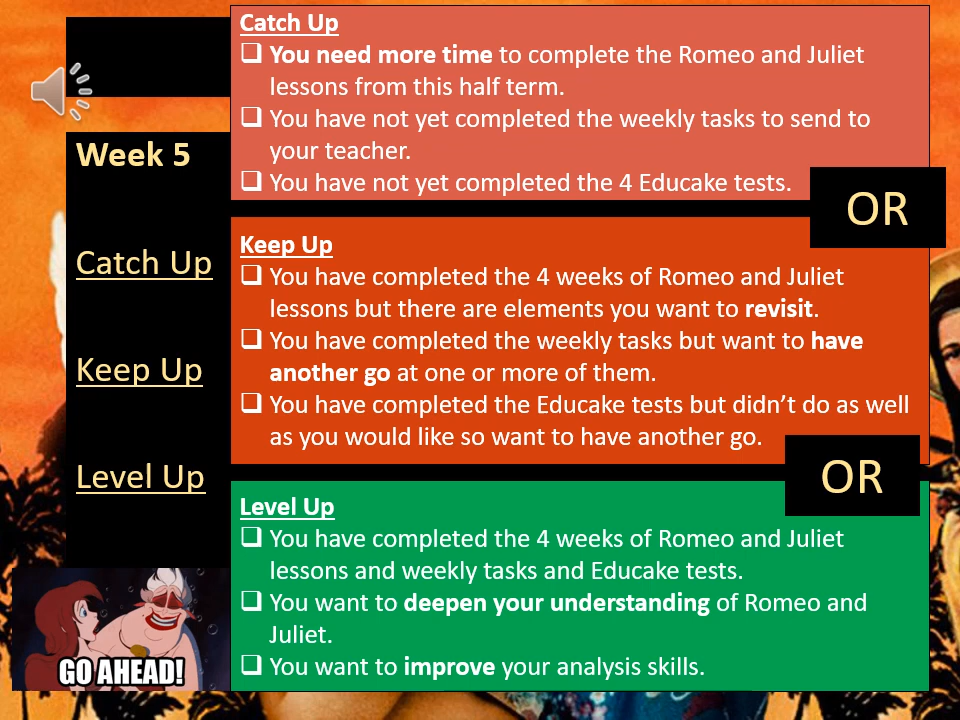 Week 5
Catch Up
Keep Up
Level Up
GO AHEAD!
Catch Up
❑ You need more time to complete the Romeo and Juliet
lessons from this half term.
❑ You have not yet completed the weekly tasks to send to
your teacher.
❑ You have not yet completed the 4 Educake tests.
OR
Keep Up
❑ You have completed the 4 weeks of Romeo and Juliet
lessons but there are elements you want to revisit.
❑ You have completed the weekly tasks but want to have
another go at one or more of them.
❑ You have completed the Educake tests but didn’t do as well
as you would like so want to have another go.
OR
Level Up
❑ You have completed the 4 weeks of Romeo and Juliet
lessons and weekly tasks and Educake tests.
❑ You want to deepen your understanding of Romeo and
Juliet.
❑ You want to improve your analysis skills.